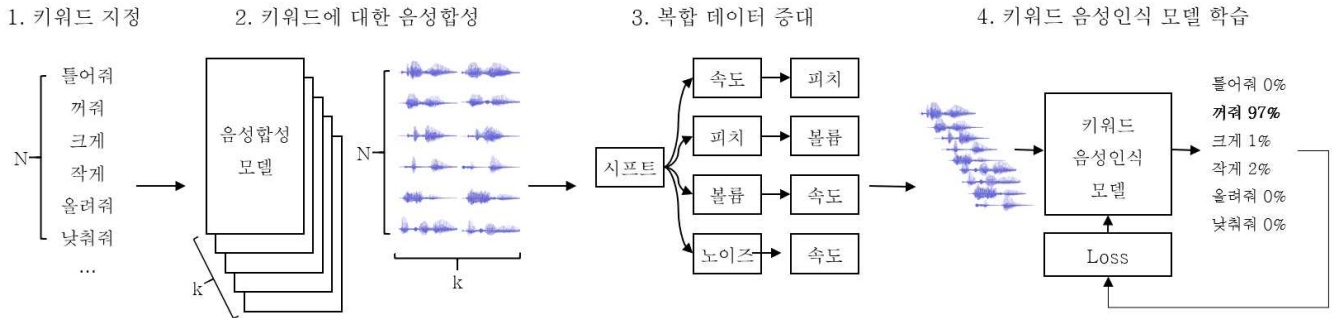 1. 키워드 지정
2. 키워드에 대한 음성합성
3. 복합 데이터 증대
4. 키워드 음성인식 모델 학습
N
틀어줘
꺼줘
크게
작게
올려줘
낮춰줘
...
음성합성
모델
k
N
k
시프트
속도
피치
피치
볼륨
볼륨
속도
노이즈
속도
키워드
음성인식
모델
Loss
틀어줘 0%
꺼줘 97%
크게 1%
작게 2%
올려줘 0%
낮춰줘 0%